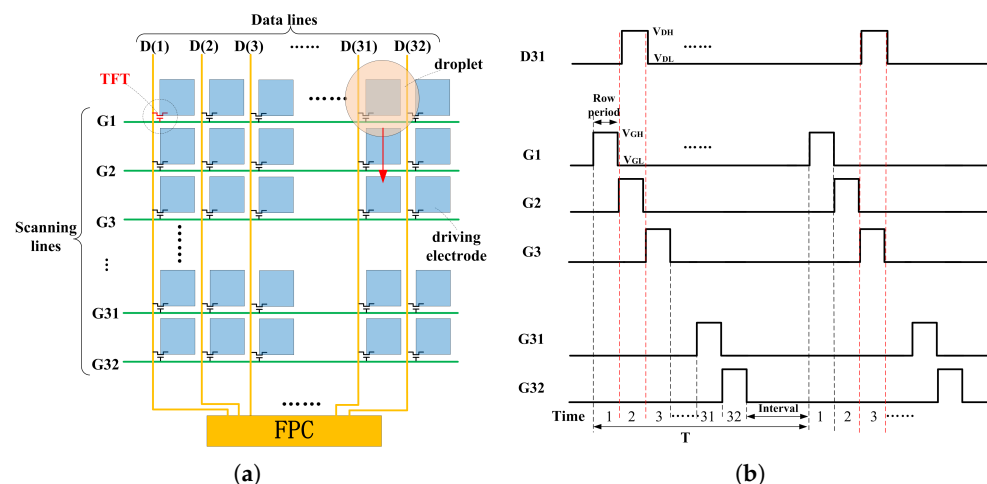 Data lines
D(1) D(2) D(3) ······ D(31) D(32)
droplet
TFT
······
G1
G2
G3
Scanning
lines
⋮
driving
electrode
G31
G32
······
FPC
(a)
D31
VDH
VDL
······
Row
period
VGH
VGL
······
G1
G2
G3
G31
G32
Interval
Time 1 2 3 ······ 31 32 1 2 3 ······
T
(b)